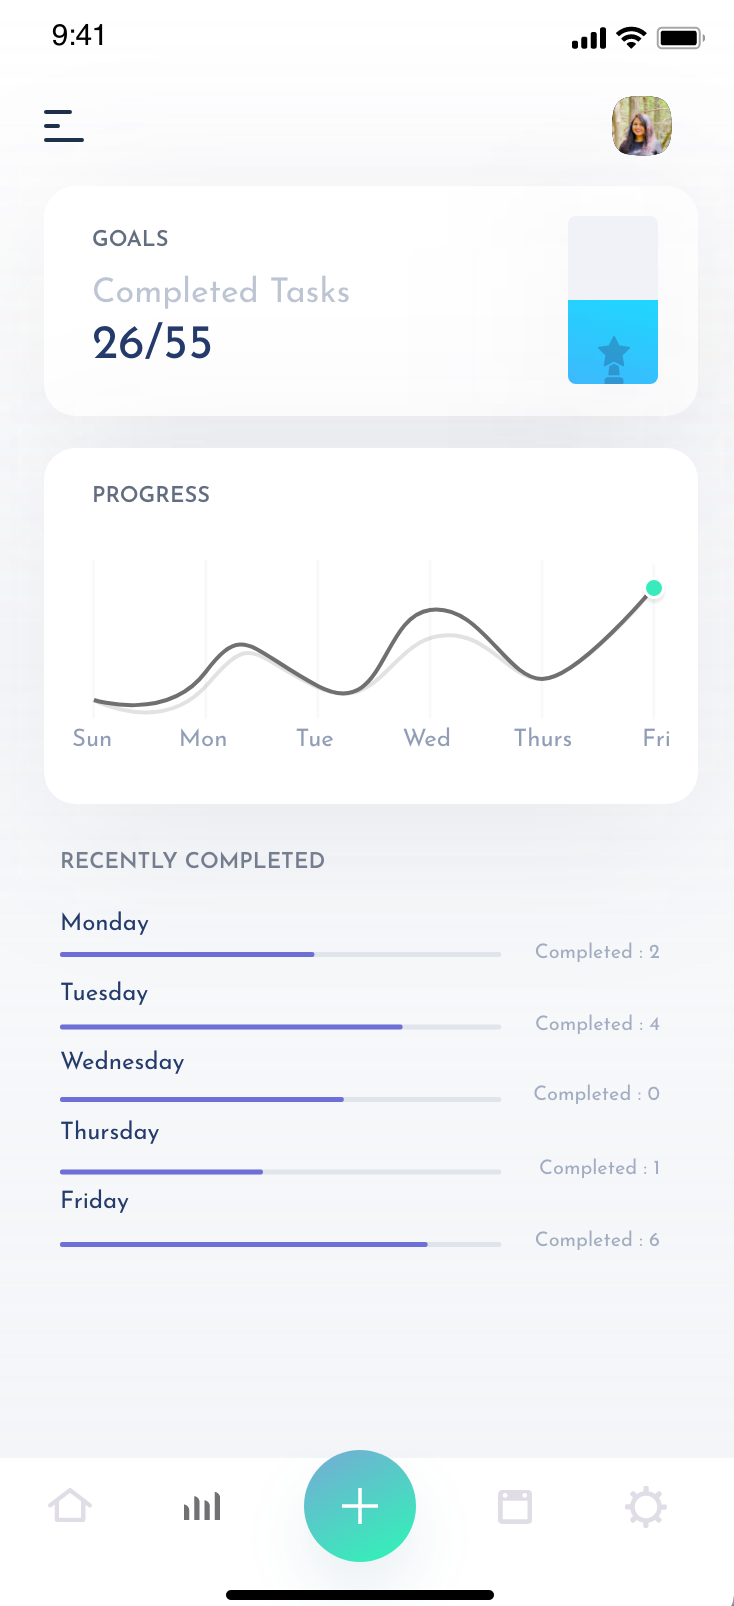 9:41
GOALS
Completed Tasks
26/55
PROGRESS
Sun Mon Tue Wed Thurs Fri
RECENTLY COMPLETED
Monday
Completed : 2
Tuesday
Completed : 4
Wednesday
Completed : 0
Thursday
Completed : 1
Friday
Completed : 6